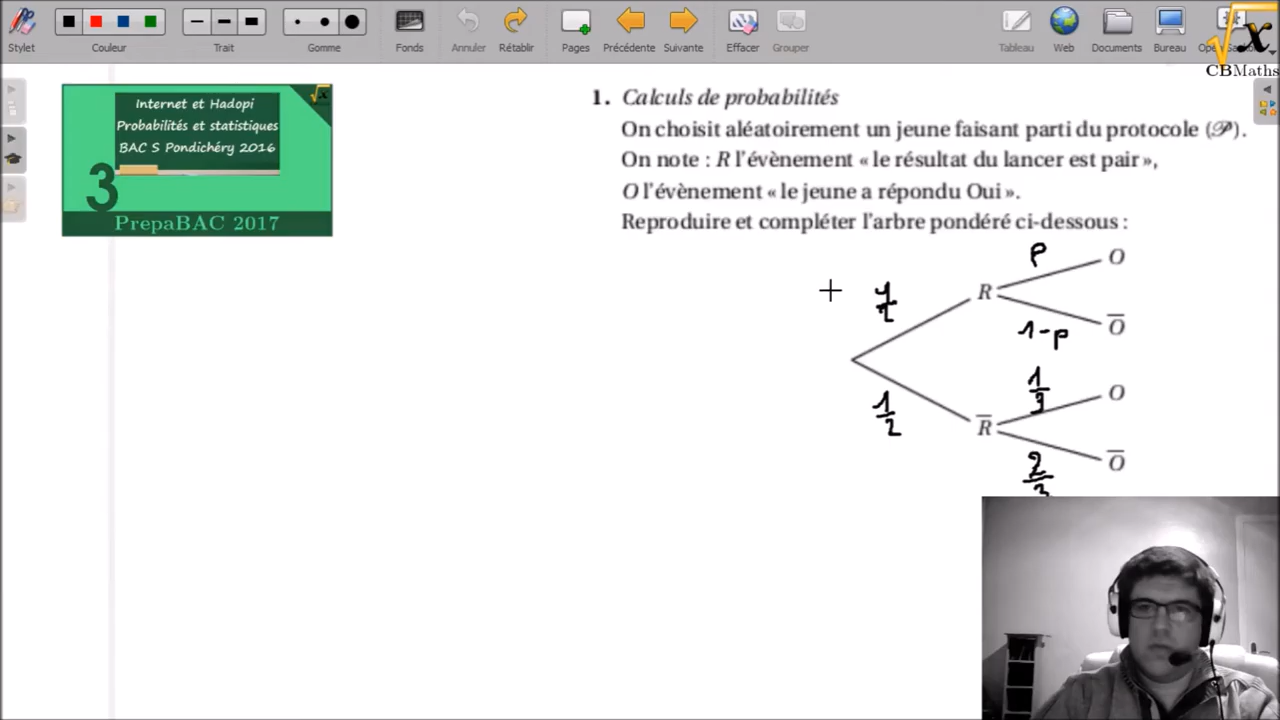 Stylet
Couleur
Trait
Gomme
Fonds
Annuler
Rétablir
Pages
Précédente
Suivante
Effacer
Grouper
Tableau
Web
Documents
Bureau
CBMaths
Internet et Hadopi
Probabilités et statistiques
BAC S Pondichéry 2016
3
PrepaBAC 2017
1. Calculs de probabilités
On choisit aléatoirement un jeune faisant parti du protocole (𝒫).
On note : R l'évènement « le résultat du lancer est pair »,
O l'évènement « le jeune a répondu Oui ».
Reproduire et compléter l'arbre pondéré ci-dessous :
p
O
R
1-p
O̅
1/3
O
1/2
R̅
2/3
O̅